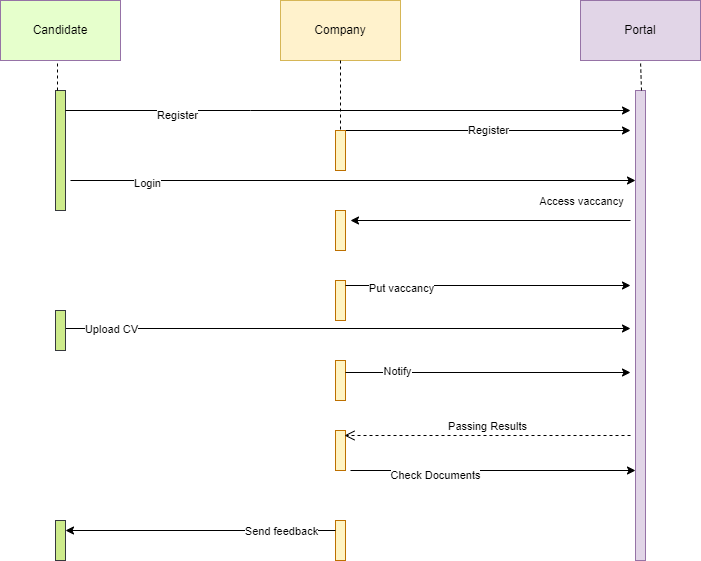 Candidate
Company
Portal
Register
Register
Login
Access vaccancy
Put vaccancy
Upload CV
Notify
Passing Results
Check Documents
Send feedback